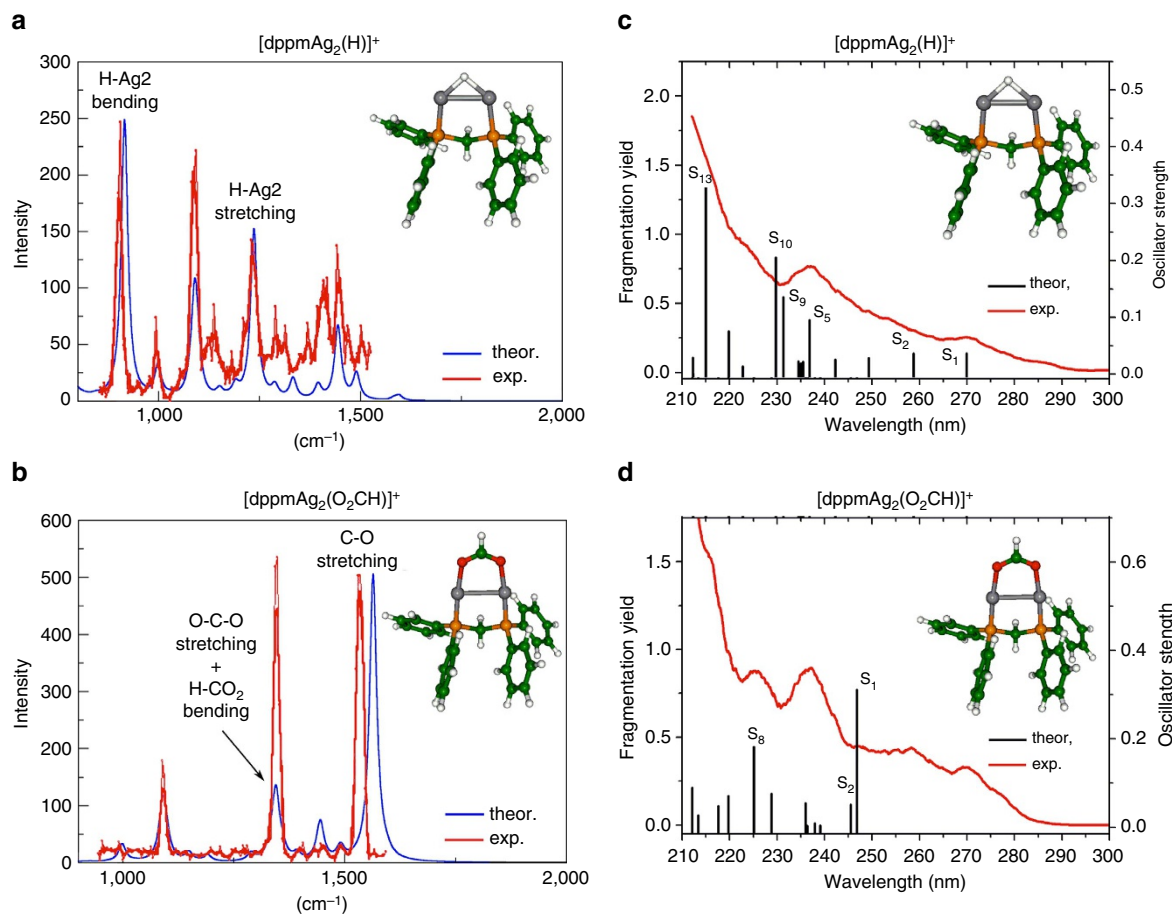 a
[dppmAg₂(H)]⁺
300
250
200
150
100
50
0
Intensity
H-Ag2
bending
H-Ag2
stretching
theor.
exp.
1,000
1,500
2,000
(cm⁻¹)
b
[dppmAg₂(O₂CH)]⁺
600
500
400
300
200
100
0
Intensity
C-O
stretching
O-C-O
stretching
+
H-CO₂
bending
theor.
exp.
1,000
1,500
2,000
(cm⁻¹)
c
[dppmAg₂(H)]⁺
2.0
1.5
1.0
0.5
0.0
Fragmentation yield
S₁₃
S₁₀
S₉
S₅
S₂
S₁
theor,
exp.
0.5
0.4
0.3
0.2
0.1
0.0
Oscillator strength
210 220 230 240 250 260 270 280 290 300
Wavelength (nm)
d
[dppmAg₂(O₂CH)]⁺
1.5
1.0
0.5
0.0
Fragmentation yield
S₈
S₂
S₁
theor,
exp.
0.6
0.4
0.2
0.0
Oscillator stength
210 220 230 240 250 260 270 280 290 300
Wavelength (nm)